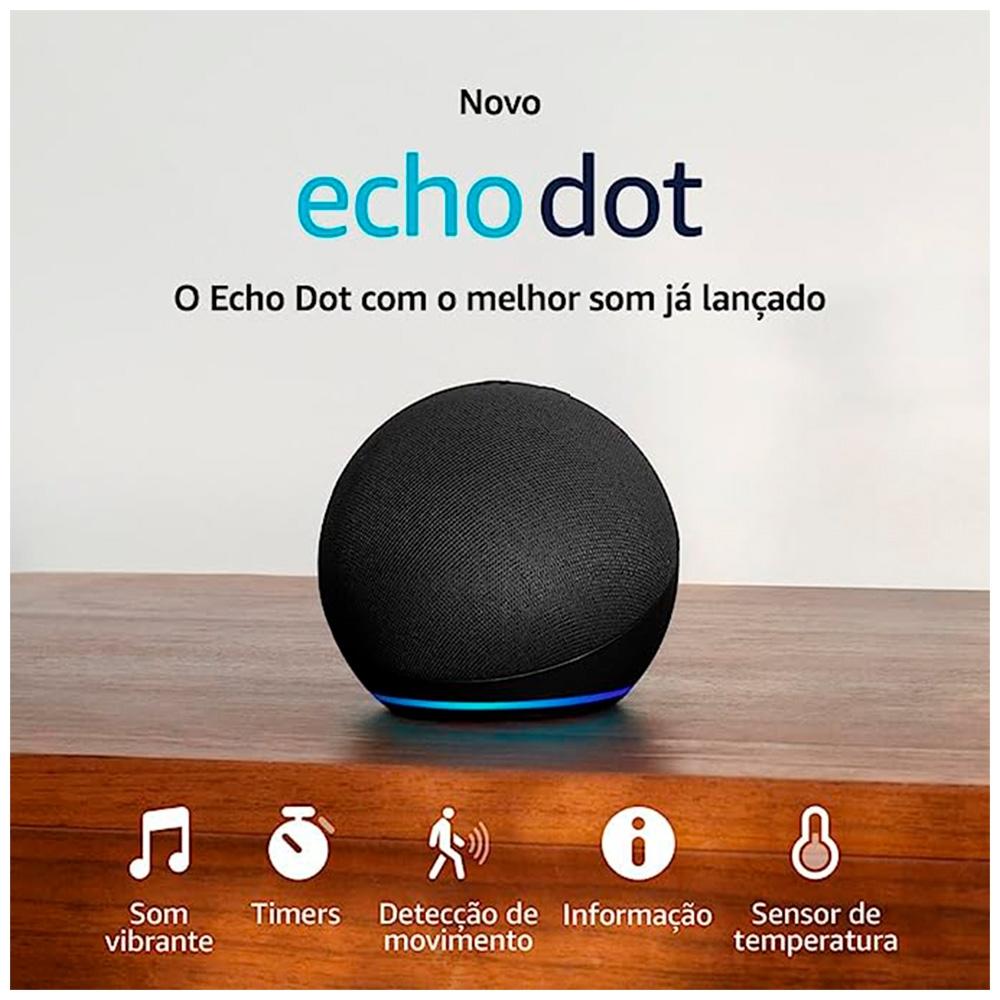 Novo
echo dot
O Echo Dot com o melhor som já lançado
Som
vibrante
Timers
Detecção de
movimento
Informação
Sensor de
temperatura